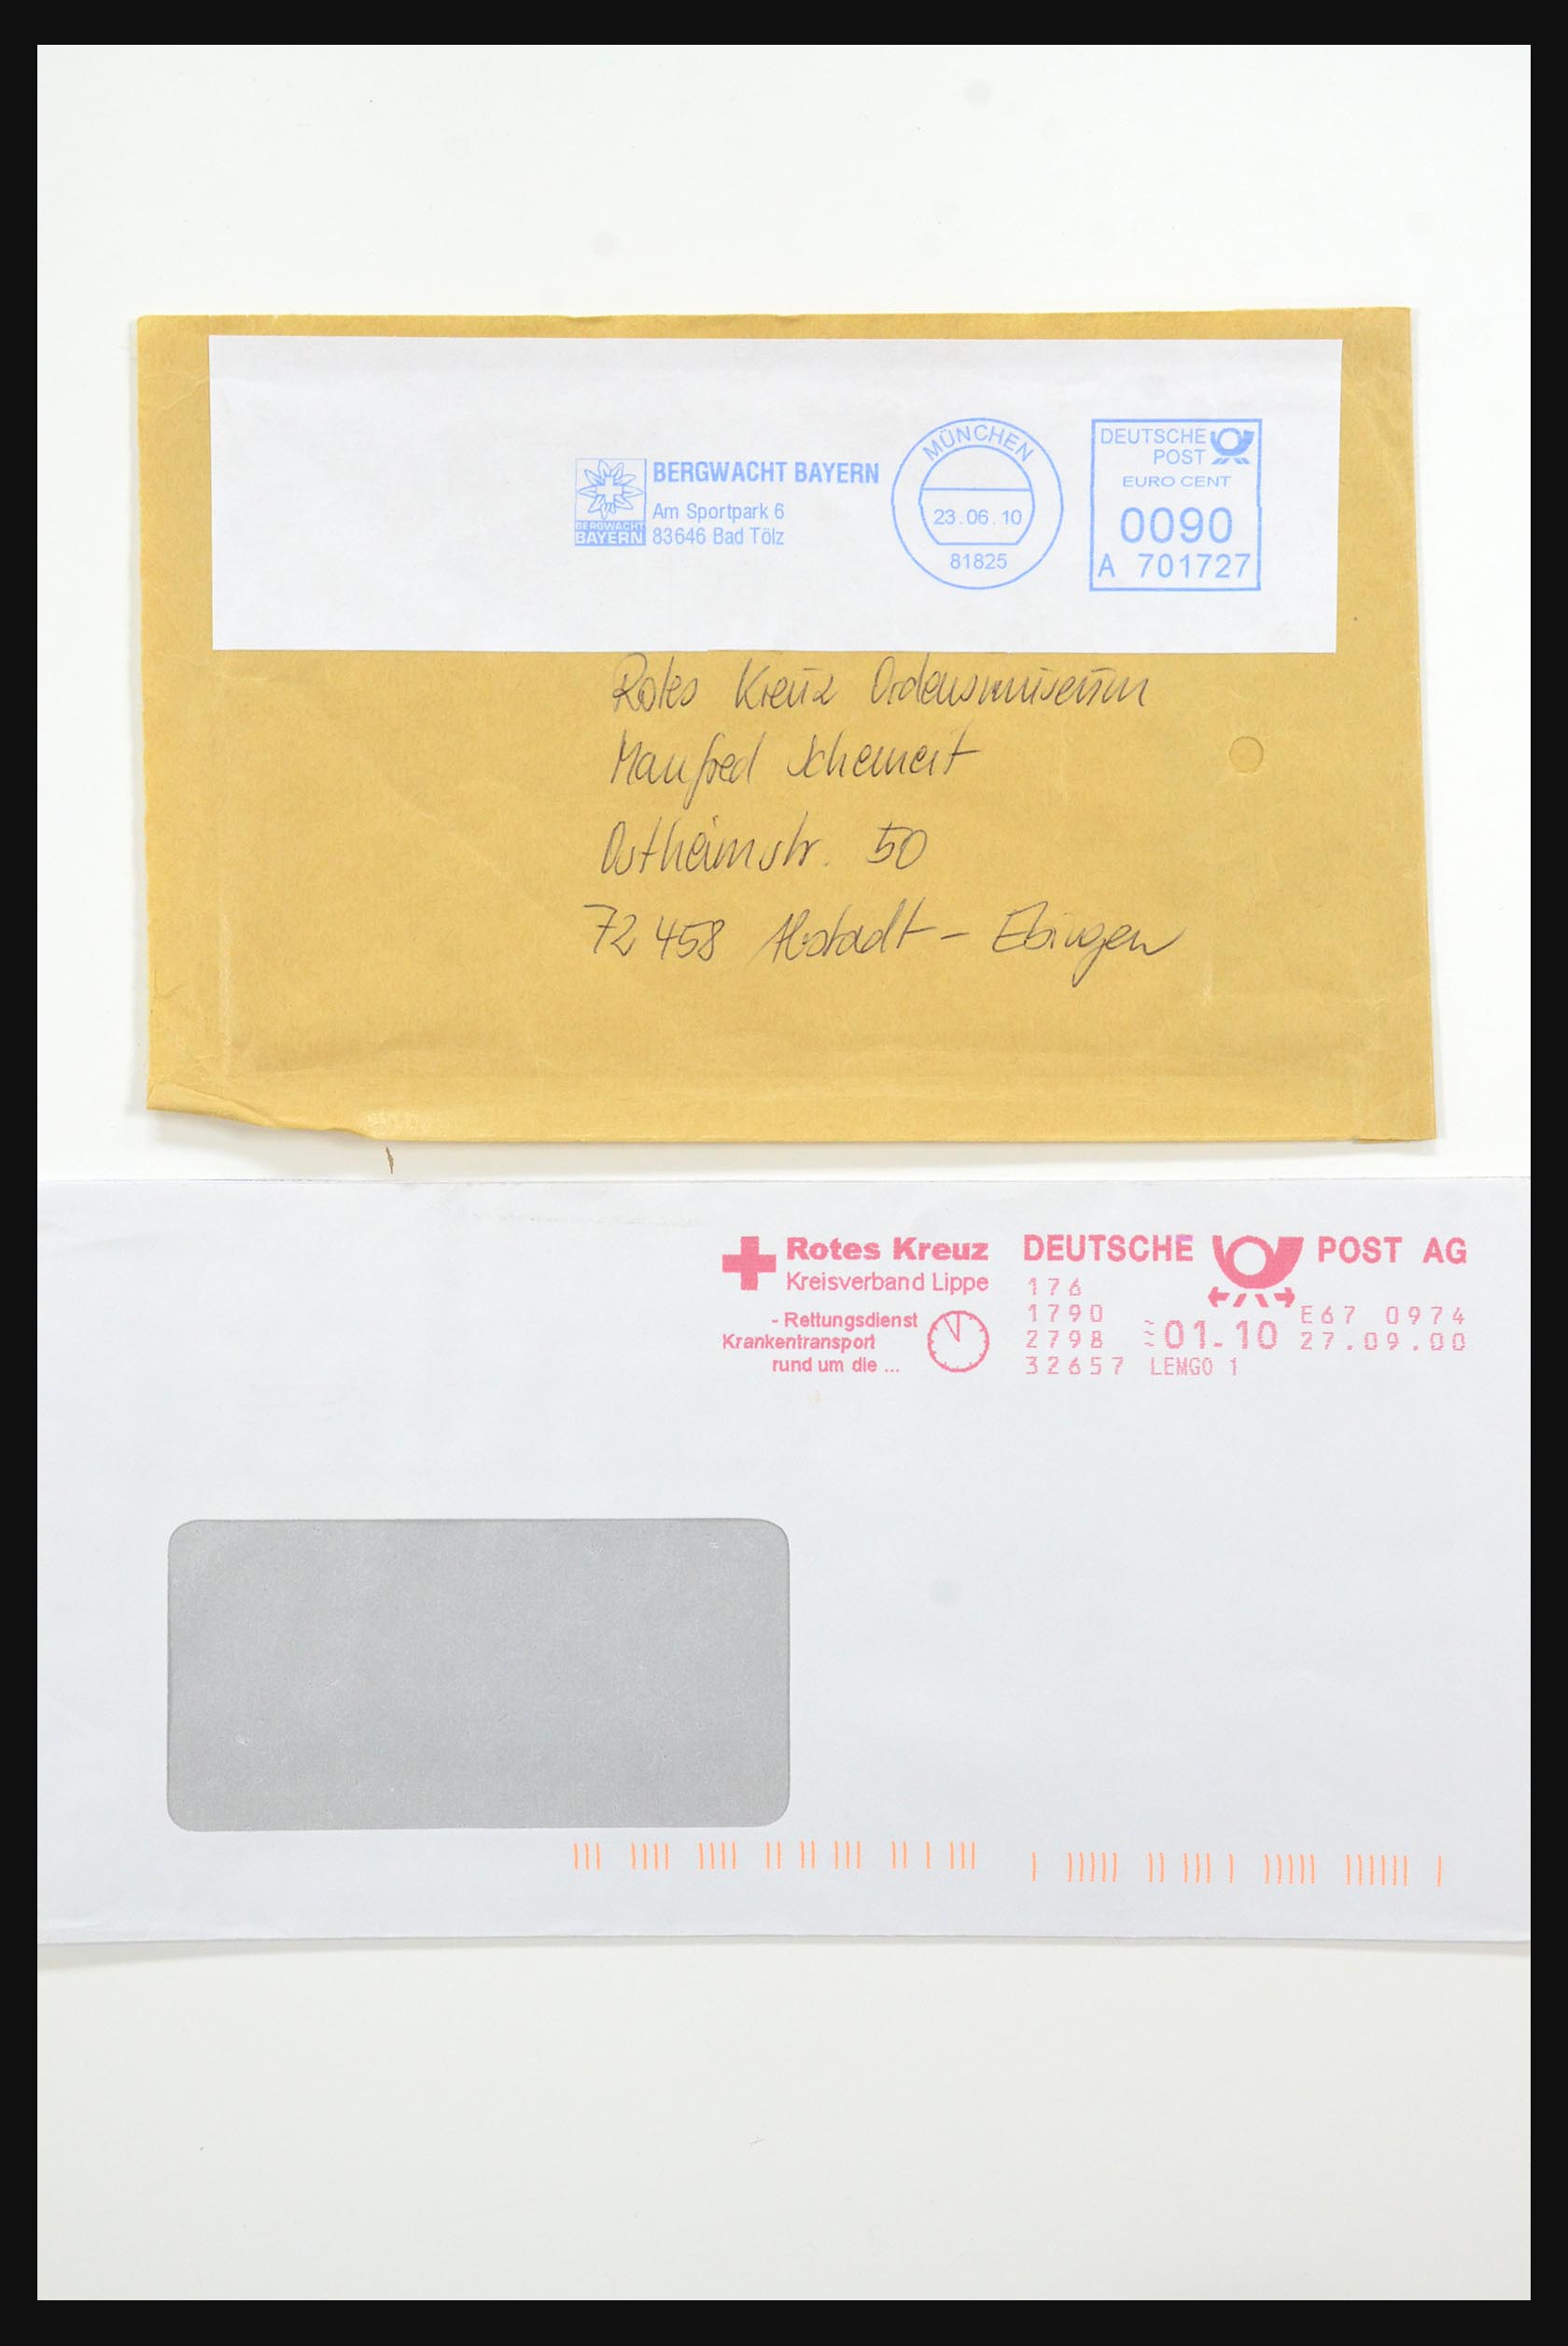 BERGWACHT BAYERN
BERGWACHT
BAYERN
Am Sportpark 6
83646 Bad Tölz
MÜNCHEN
23.06.10
81825
DEUTSCHE
POST
EURO CENT
0090
A 701727
Rotes Kreuz Ordensmuseum
Manfred
Ostheimstr. 50
72458 Albstadt - Ebingen
Rotes Kreuz
Kreisverband Lippe
- Rettungsdienst
Krankentransport
rund um die ...
DEUTSCHE POST AG
176
1790 E67 0974
2798 01.10 27.09.00
32657 LEMGO 1